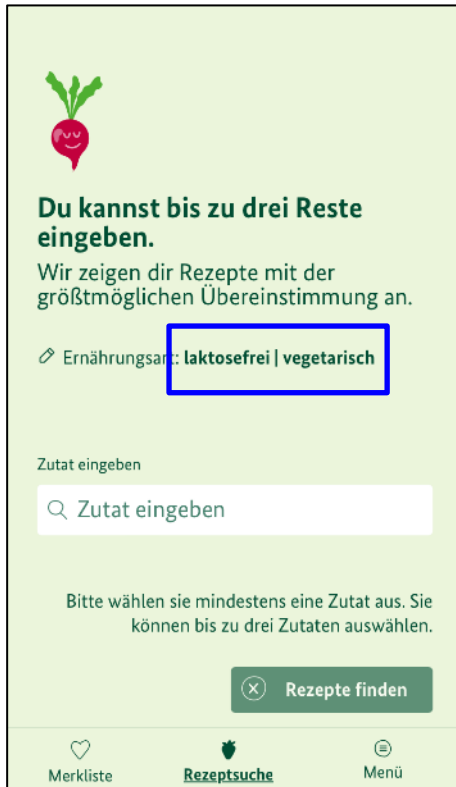 Du kannst bis zu drei Reste
eingeben.
Wir zeigen dir Rezepte mit der
größtmöglichen Übereinstimmung an.
Ernährungsart: laktosefrei | vegetarisch
Zutat eingeben
Zutat eingeben
Bitte wählen sie mindestens eine Zutat aus. Sie
können bis zu drei Zutaten auswählen.
Rezepte finden
Merkliste Rezeptsuche Menü